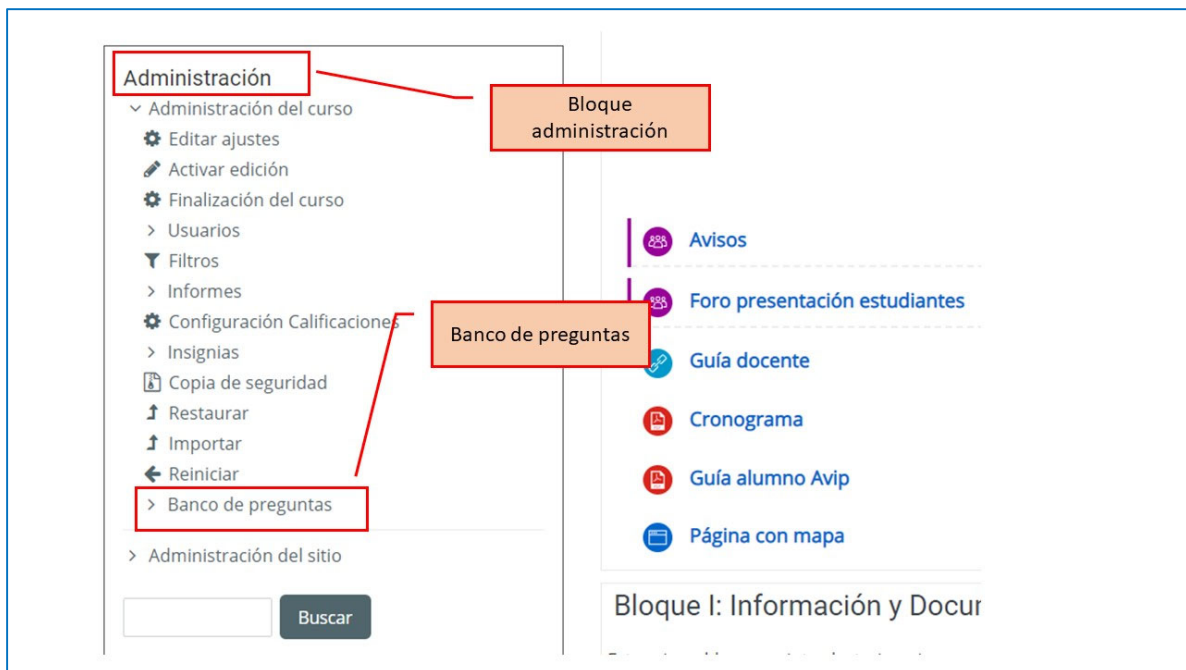 Administración
Administración del curso
Editar ajustes
Activar edición
Finalización del curso
Usuarios
Filtros
Informes
Configuración Calificaciones
Insignias
Copia de seguridad
Restaurar
Importar
Reiniciar
Banco de preguntas
Administración del sitio
Buscar
Bloque
administración
Banco de preguntas
Avisos
Foro presentación estudiantes
Guía docente
Cronograma
Guía alumno Avip
Página con mapa
Bloque I: Información y Docur